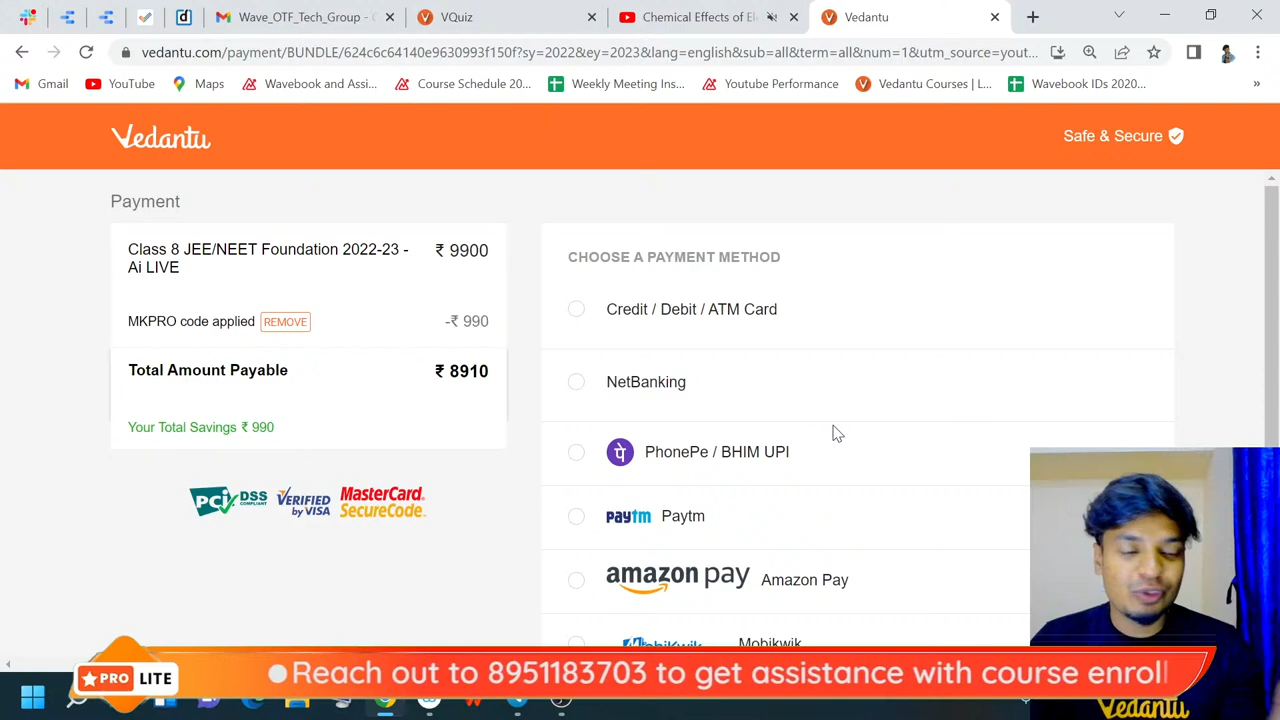 Wave_OTF_Tech_Group - C
VQuiz
Chemical Effects of El
Vedantu
vedantu.com/payment/BUNDLE/624c6c64140e9630993f150f?sy=2022&ey=2023&lang=english&sub=all&term=all&num=1&utm_source=yout...
Gmail
YouTube
Maps
Wavebook and Assi...
Course Schedule 20...
Weekly Meeting Ins...
Youtube Performance
Vedantu Courses | L...
Wavebook IDs 2020...
»
Vedantu
Safe & Secure
Payment
Class 8 JEE/NEET Foundation 2022-23 - ₹ 9900
Ai LIVE
MKPRO code applied REMOVE -₹ 990
Total Amount Payable ₹ 8910
Your Total Savings ₹ 990
PCI DSS COMPLIANT
VERIFIED by VISA
MasterCard. SecureCode.
CHOOSE A PAYMENT METHOD
Credit / Debit / ATM Card
NetBanking
पे PhonePe / BHIM UPI
Paytm Paytm
amazon pay Amazon Pay
MobiKwik Mobikwik
PRO LITE
Reach out to 8951183703 to get assistance with course enroll
Vedantu